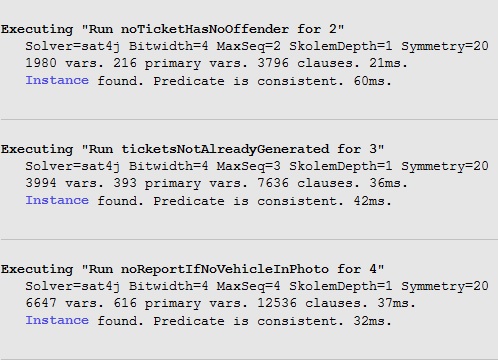 Executing "Run noTicketHasNoOffender for 2"
Solver=sat4j Bitwidth=4 MaxSeq=2 SkolemDepth=1 Symmetry=20
1980 vars. 216 primary vars. 3796 clauses. 21ms.
Instance found. Predicate is consistent. 60ms.
Executing "Run ticketsNotAlreadyGenerated for 3"
Solver=sat4j Bitwidth=4 MaxSeq=3 SkolemDepth=1 Symmetry=20
3994 vars. 393 primary vars. 7636 clauses. 36ms.
Instance found. Predicate is consistent. 42ms.
Executing "Run noReportIfNoVehicleInPhoto for 4"
Solver=sat4j Bitwidth=4 MaxSeq=4 SkolemDepth=1 Symmetry=20
6647 vars. 616 primary vars. 12536 clauses. 37ms.
Instance found. Predicate is consistent. 32ms.